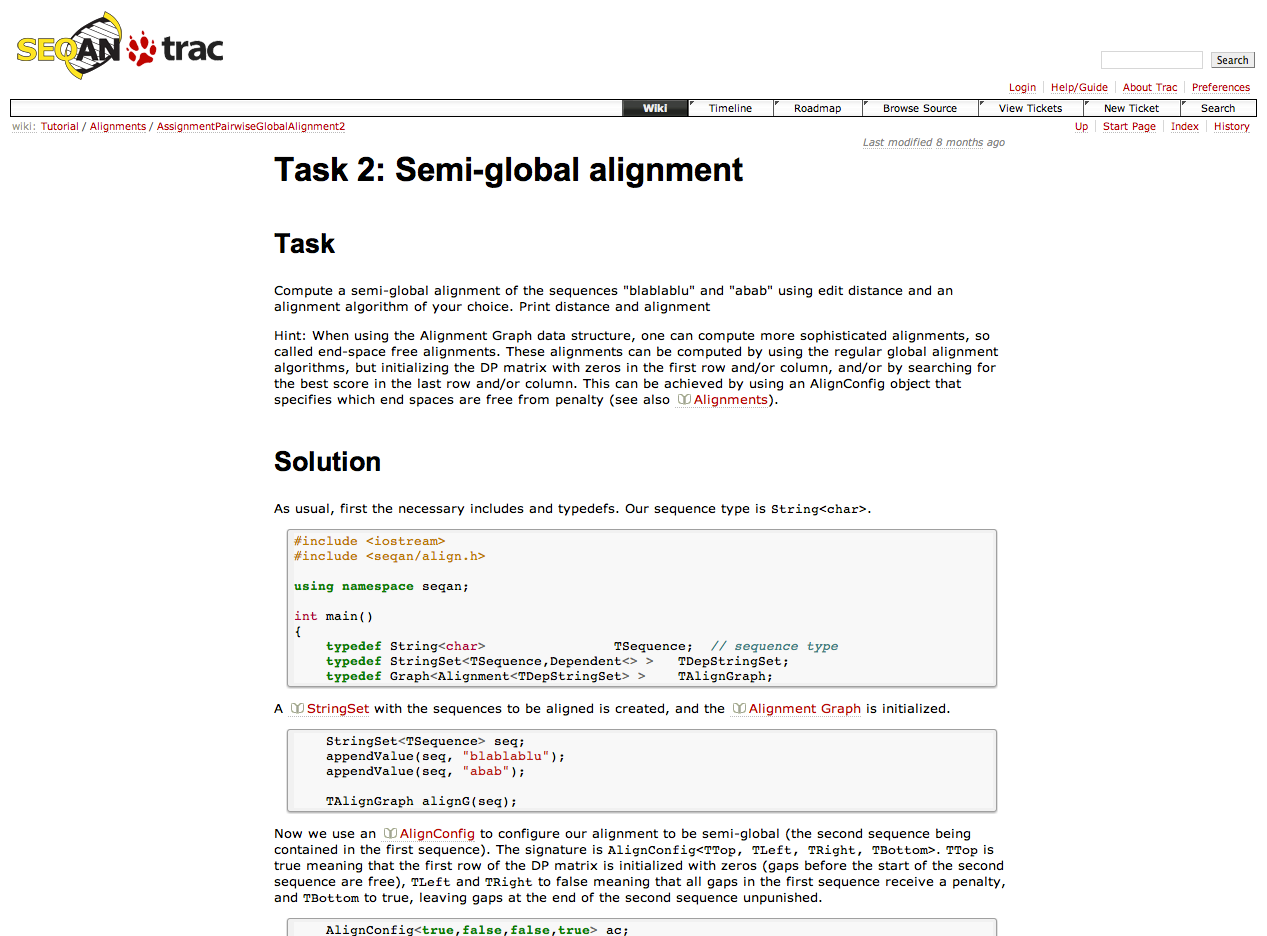 SEQAN trac
Search
Login Help/Guide About Trac Preferences
Wiki Timeline Roadmap Browse Source View Tickets New Ticket Search
wiki: Tutorial / Alignments / AssignmentPairwiseGlobalAlignment2
Up Start Page Index History
Last modified 8 months ago
Task 2: Semi-global alignment
Task
Compute a semi-global alignment of the sequences "blablablu" and "abab" using edit distance and an
alignment algorithm of your choice. Print distance and alignment
Hint: When using the Alignment Graph data structure, one can compute more sophisticated alignments, so
called end-space free alignments. These alignments can be computed by using the regular global alignment
algorithms, but initializing the DP matrix with zeros in the first row and/or column, and/or by searching for
the best score in the last row and/or column. This can be achieved by using an AlignConfig object that
specifies which end spaces are free from penalty (see also Alignments).
Solution
As usual, first the necessary includes and typedefs. Our sequence type is String<char>.
#include <iostream>
#include <seqan/align.h>
using namespace seqan;
int main()
{
typedef String<char> TSequence; // sequence type
typedef StringSet<TSequence,Dependent<> > TDepStringSet;
typedef Graph<Alignment<TDepStringSet> > TAlignGraph;
A StringSet with the sequences to be aligned is created, and the Alignment Graph is initialized.
StringSet<TSequence> seq;
appendValue(seq, "blablablu");
appendValue(seq, "abab");
TAlignGraph alignG(seq);
Now we use an AlignConfig to configure our alignment to be semi-global (the second sequence being
contained in the first sequence). The signature is AlignConfig<TTop, TLeft, TRight, TBottom>. TTop is
true meaning that the first row of the DP matrix is initialized with zeros (gaps before the start of the second
sequence are free), TLeft and TRight to false meaning that all gaps in the first sequence receive a penalty,
and TBottom to true, leaving gaps at the end of the second sequence unpunished.
AlignConfig<true,false,false,true> ac;